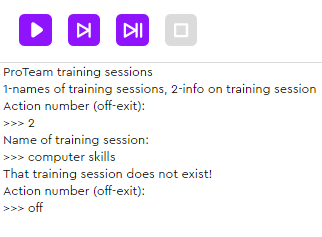 ProTeam training sessions
1-names of training sessions, 2-info on training session
Action number (off-exit):
>>> 2
Name of training session:
>>> computer skills
That training session does not exist!
Action number (off-exit):
>>> off